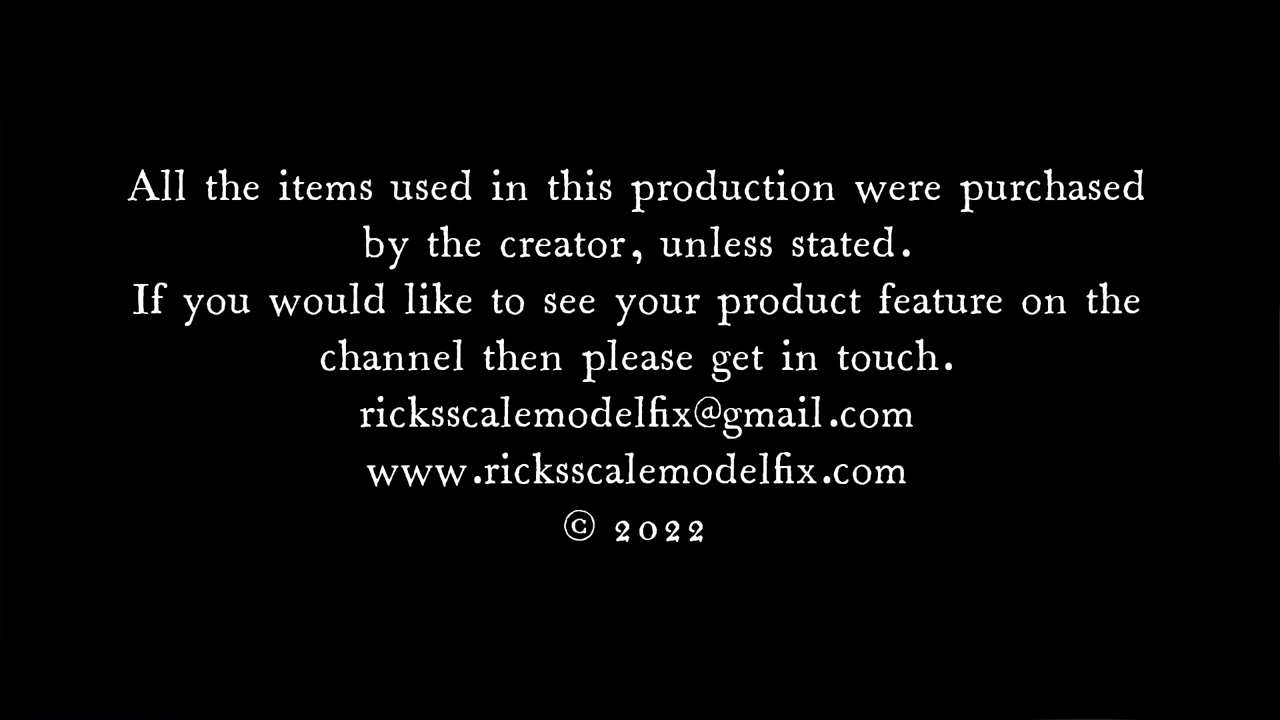 All the items used in this production were purchased
by the creator, unless stated.
If you would like to see your product feature on the
channel then please get in touch.
ricksscalemodelfix@gmail.com
www.ricksscalemodelfix.com
© 2022